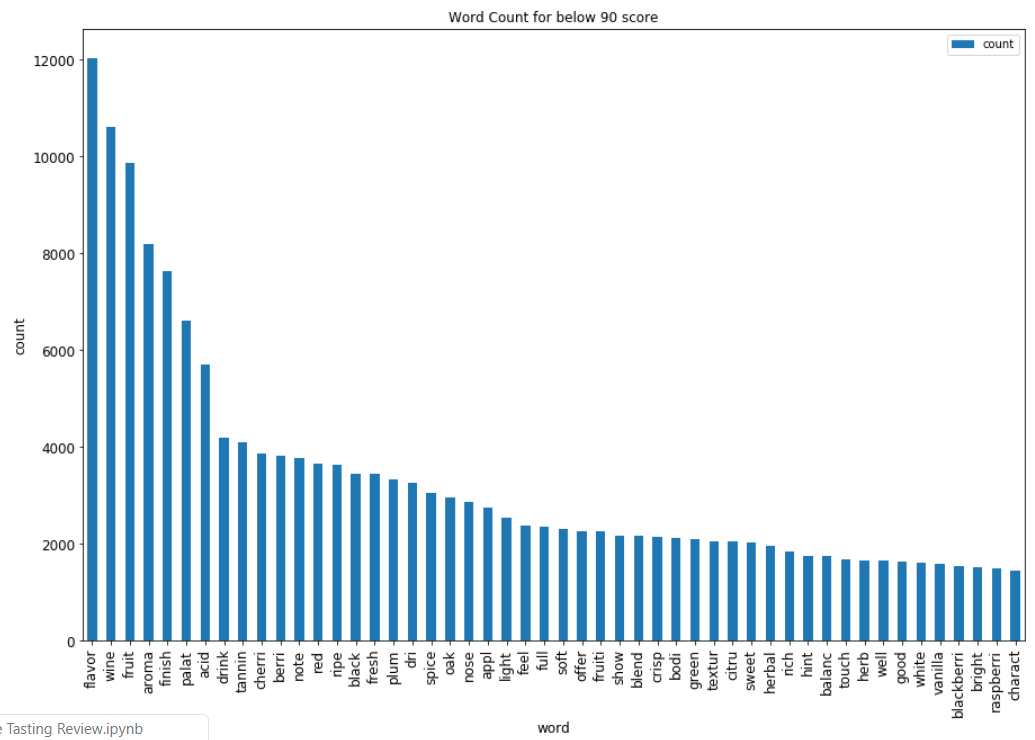 Word Count for below 90 score
count
12000
10000
8000
6000
4000
2000
0
count
flavor
wine
fruit
aroma
finish
palat
acid
drink
tannin
cherri
berri
note
red
ripe
black
fresh
plum
dri
spice
oak
nose
appl
light
feel
full
soft
offer
fruiti
show
blend
crisp
bodi
green
textur
citru
sweet
herbal
rich
hint
balanc
touch
herb
well
good
white
vanilla
blackberri
bright
raspberri
charact
word
e Tasting Review.ipynb